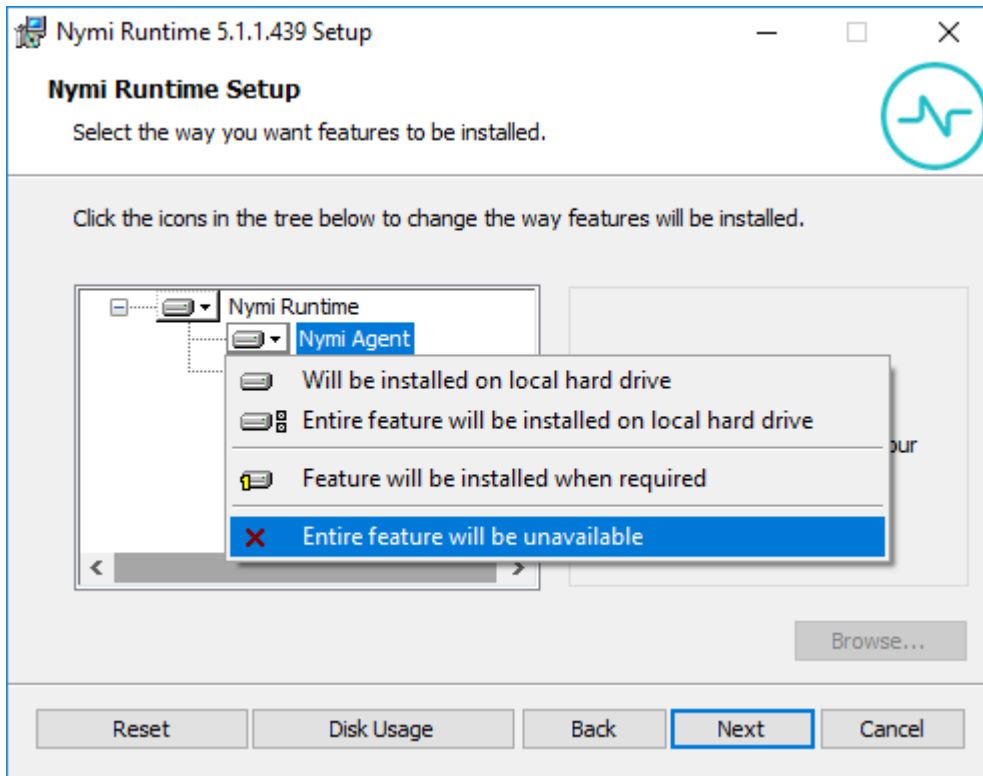 Nymi Runtime 5.1.1.439 Setup
Nymi Runtime Setup
Select the way you want features to be installed.
Click the icons in the tree below to change the way features will be installed.
Nymi Runtime
Nymi Agent
Will be installed on local hard drive
Entire feature will be installed on local hard drive
Feature will be installed when required
Entire feature will be unavailable
Browse...
Reset Disk Usage Back Next Cancel